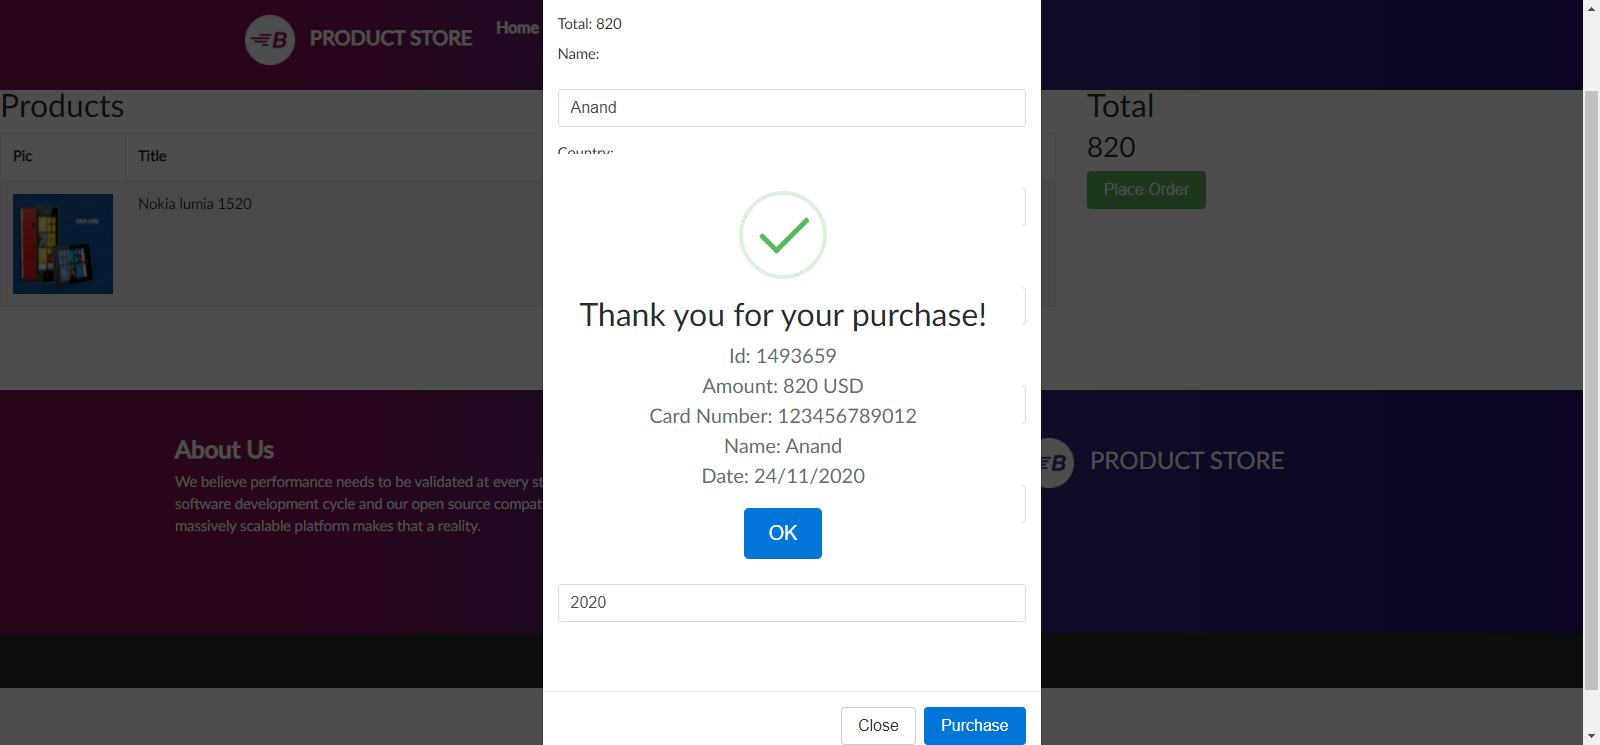 PRODUCT STORE
Home
Total: 820
Name:
Anand
Country:
Products
Pic Title
Nokia lumia 1520
Total
820
Place Order
Thank you for your purchase!
Id: 1493659
Amount: 820 USD
Card Number: 123456789012
Name: Anand
Date: 24/11/2020
OK
2020
Close
Purchase
About Us
We believe performance needs to be validated at every st
software development cycle and our open source compat
massively scalable platform makes that a reality.
B PRODUCT STORE